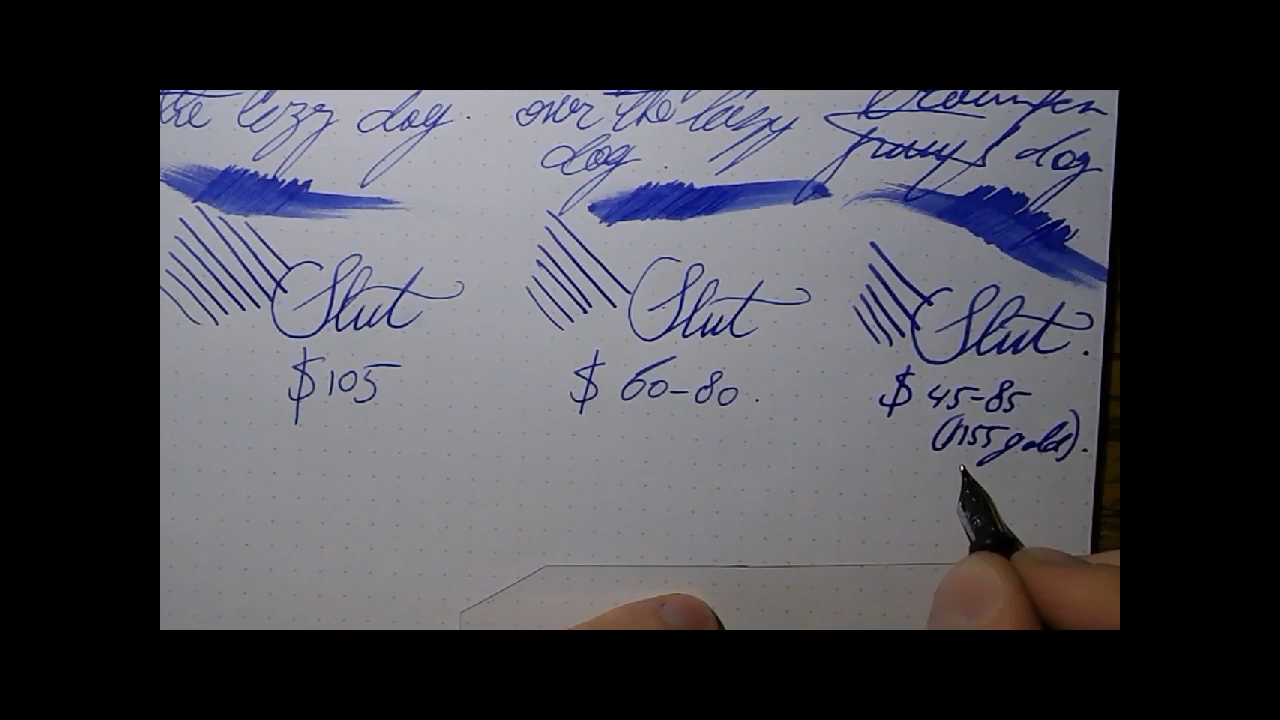 the lazy dog. over the lazy
dog. dog
Slut Slut Slut.
$105 $60-80. $45-85
(155 gold).